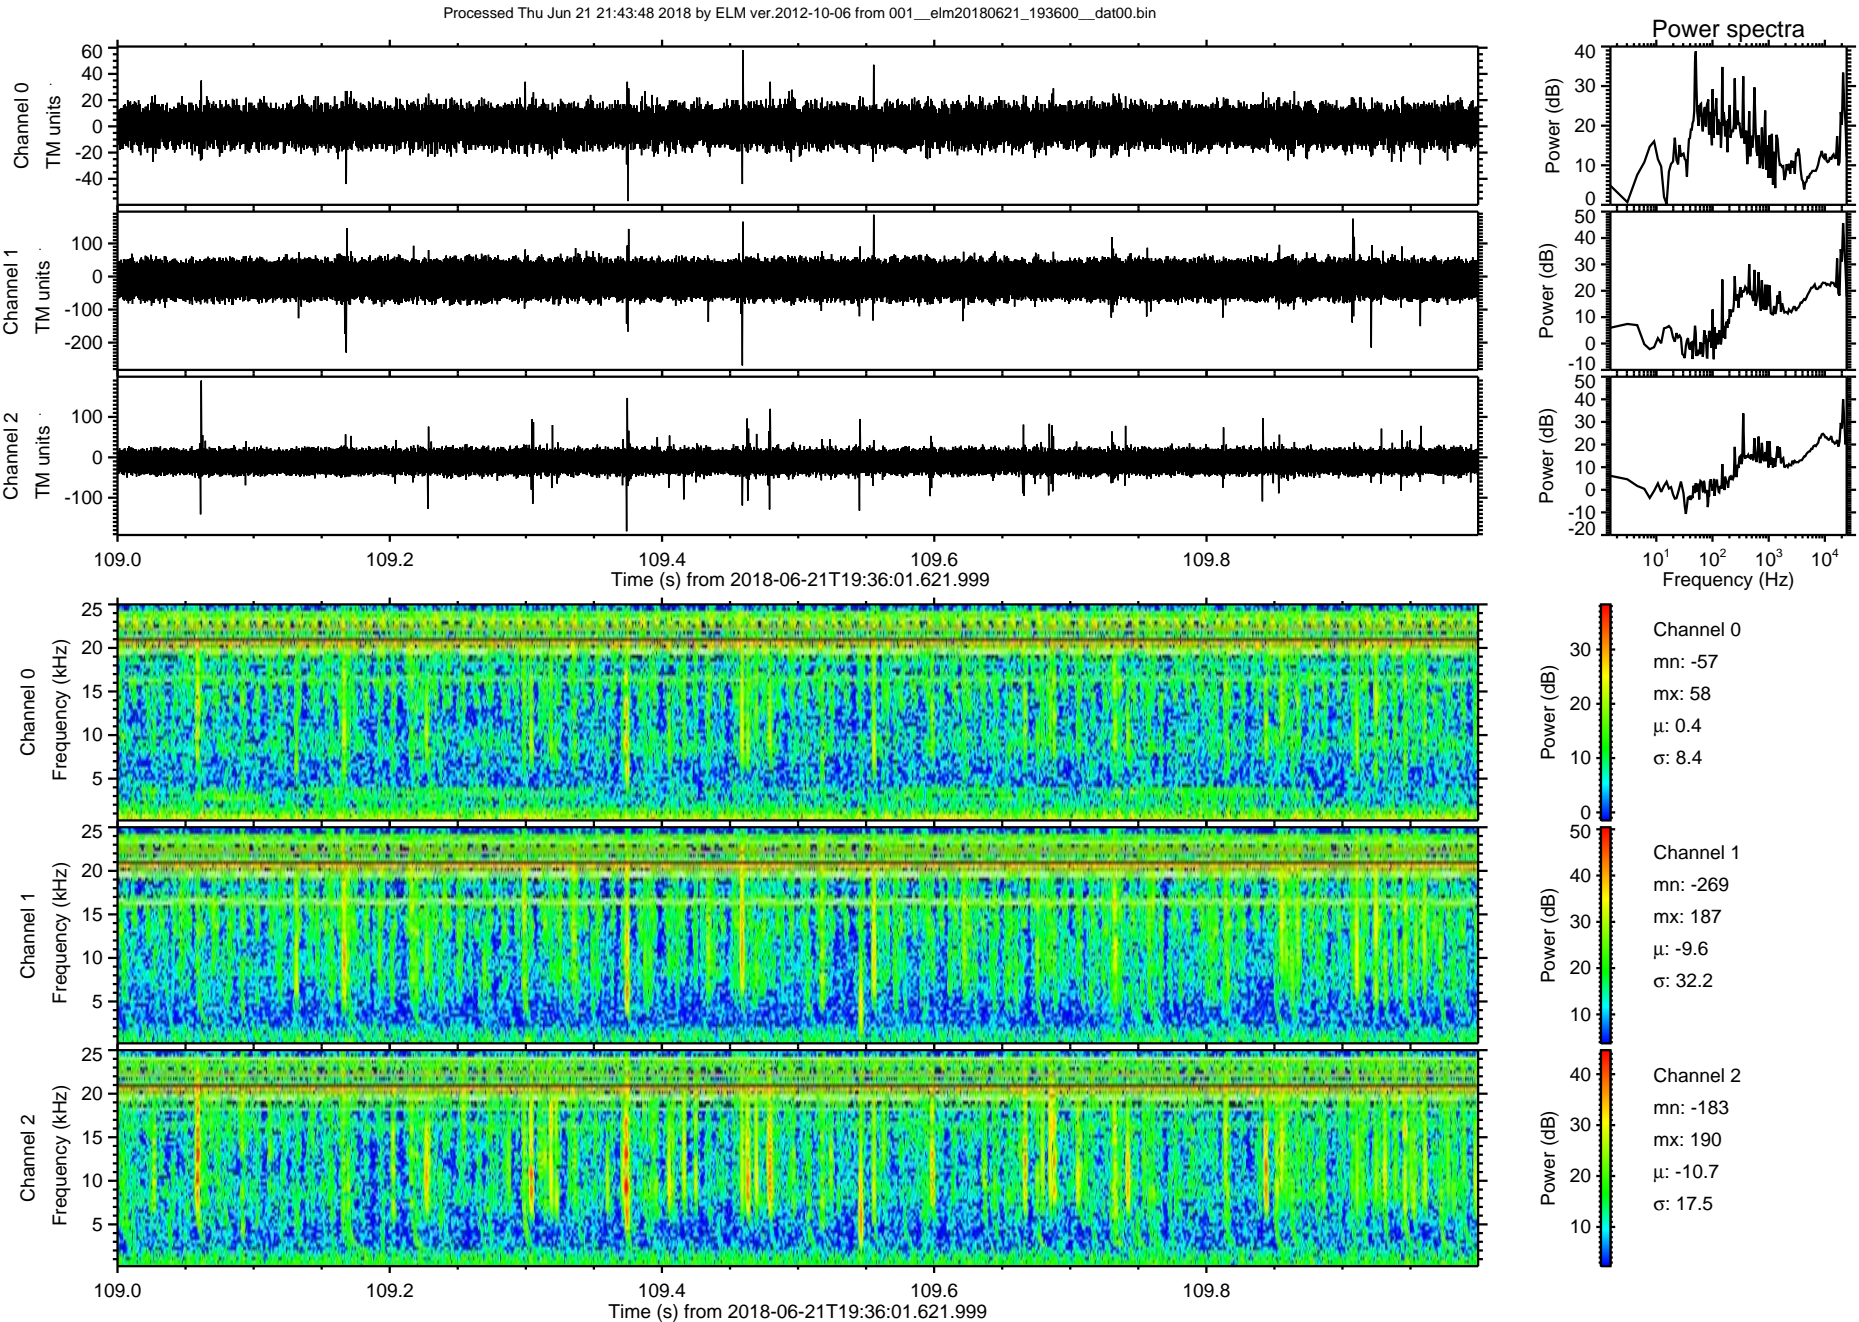 Processed Thu Jun 21 21:43:48 2018 by ELM ver.2012-10-06 from 001__elm20180621_193600__dat00.bin
Power spectra
Channel 0
TM units
60
40
20
0
-20
-40
Power (dB)
40
30
20
10
0
Channel 1
TM units
100
0
-100
-200
Power (dB)
50
40
30
20
10
0
-10
Channel 2
TM units
100
0
-100
Power (dB)
50
40
30
20
10
0
-10
-20
109.0 109.2 109.4 109.6 109.8
Time (s) from 2018-06-21T19:36:01.621.999
10¹ 10² 10³ 10⁴
Frequency (Hz)
Channel 0
Frequency (kHz)
25
20
15
10
5
Power (dB)
30
20
10
0
Channel 0
mn: -57
mx: 58
μ: 0.4
σ: 8.4
Channel 1
Frequency (kHz)
25
20
15
10
5
Power (dB)
50
40
30
20
10
Channel 1
mn: -269
mx: 187
μ: -9.6
σ: 32.2
Channel 2
Frequency (kHz)
25
20
15
10
5
Power (dB)
40
30
20
10
Channel 2
mn: -183
mx: 190
μ: -10.7
σ: 17.5
109.0 109.2 109.4 109.6 109.8
Time (s) from 2018-06-21T19:36:01.621.999